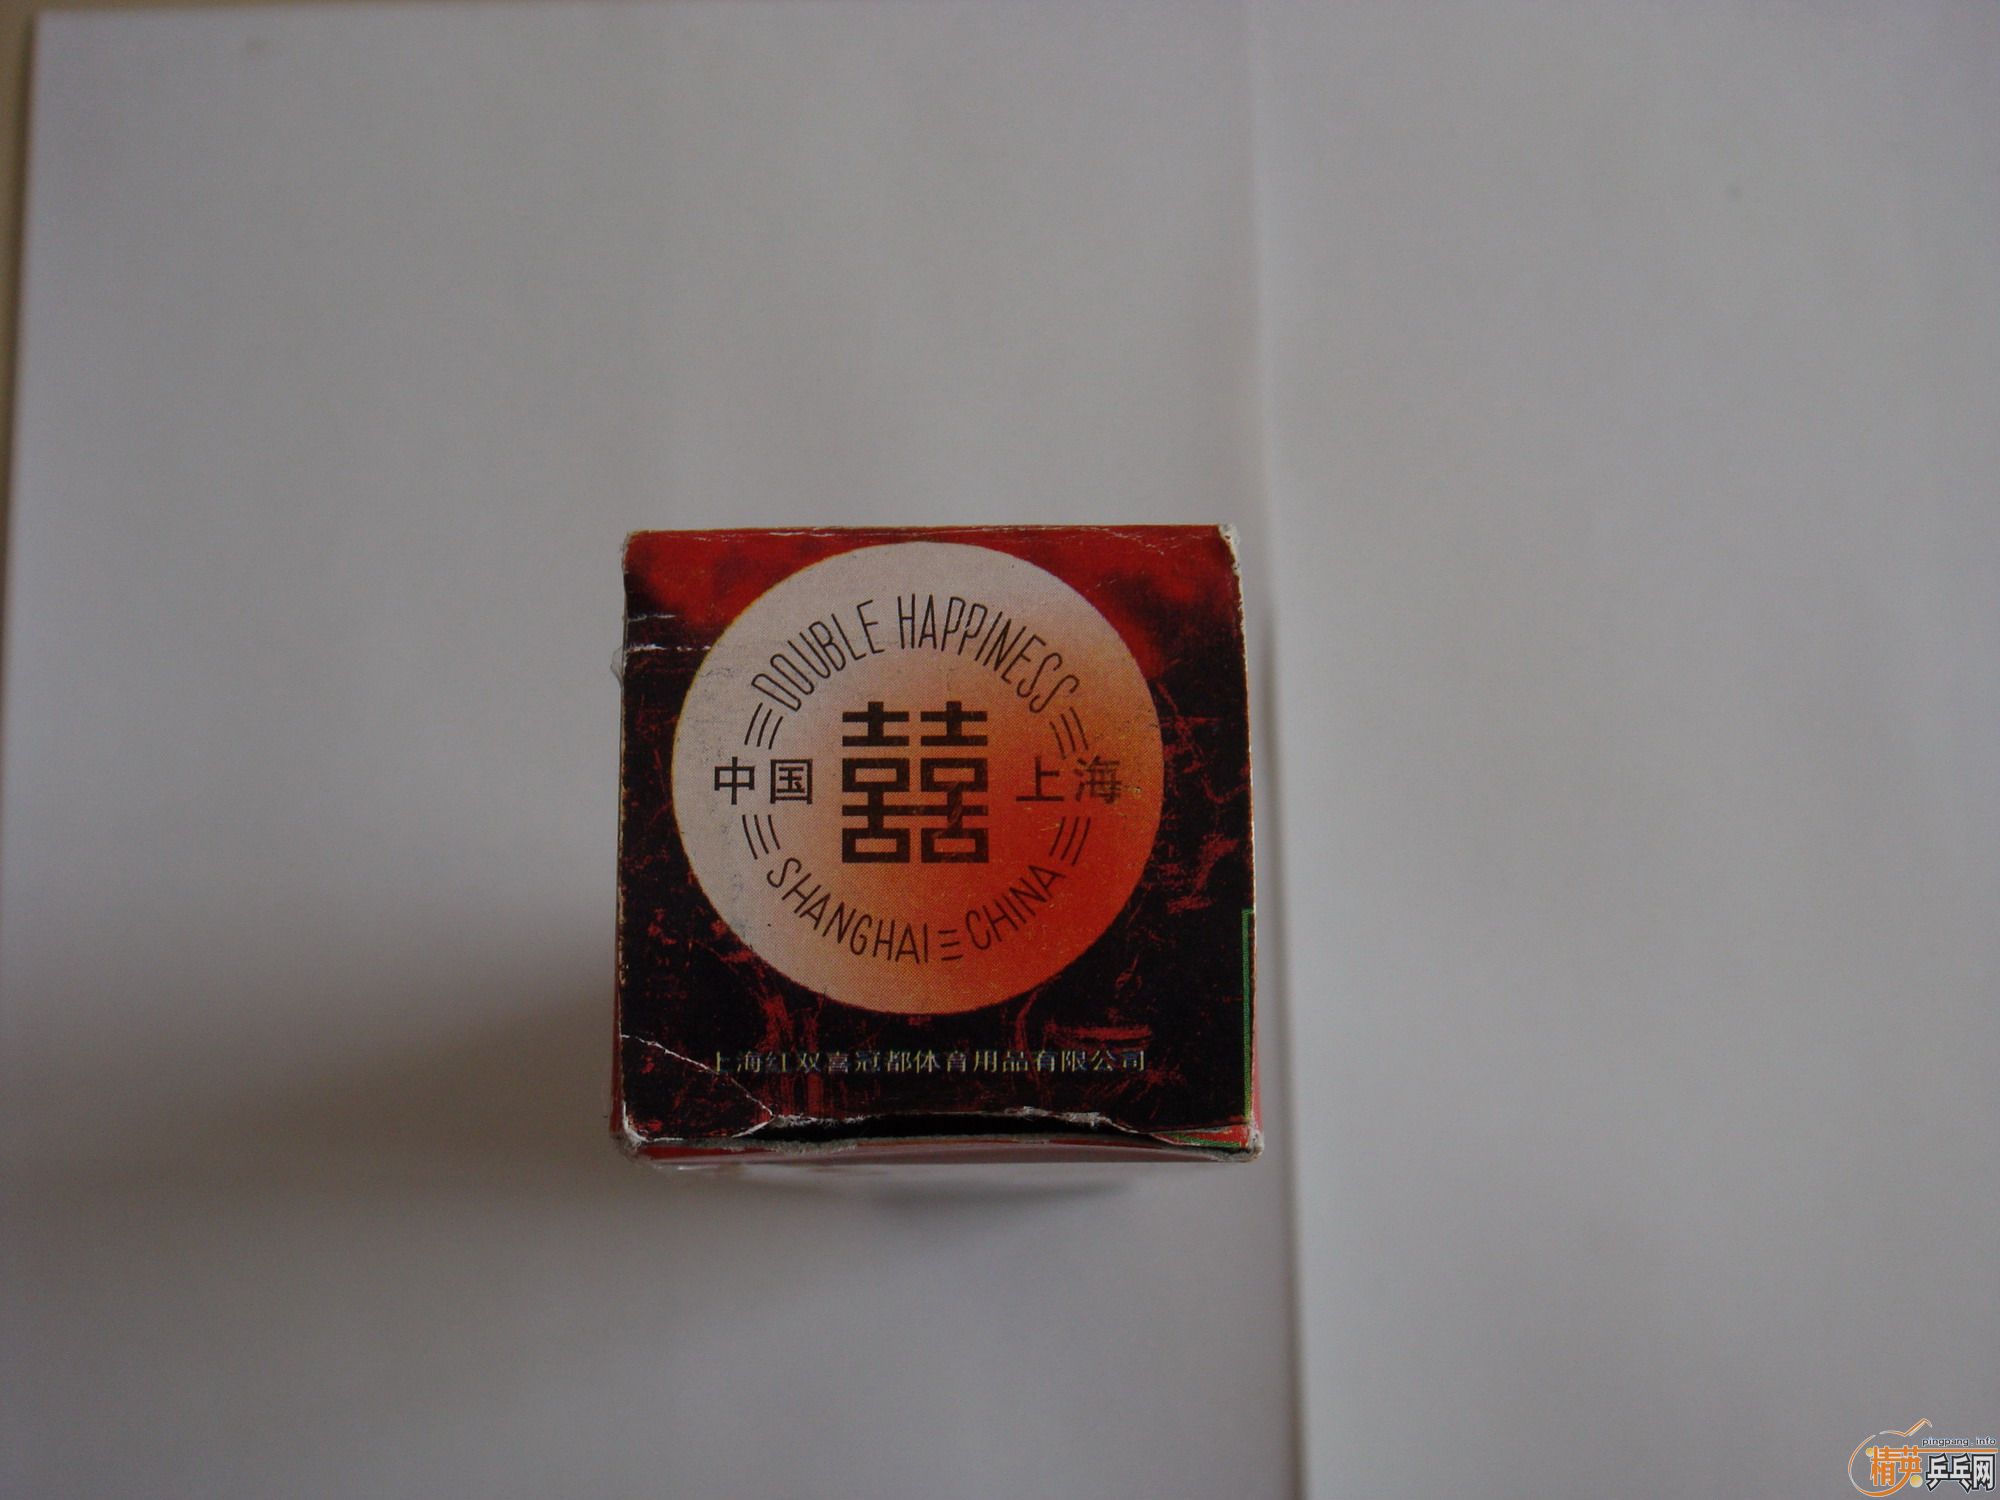 DOUBLE HAPPINESS
中国 囍 上海
SHANGHAI CHINA
上海红双喜冠都体育用品有限公司
pingpang.info
精英乒乓网